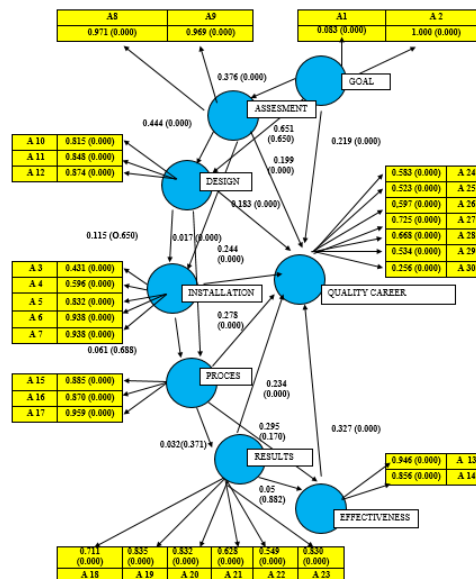 A8 A9
0.971 (0.000) 0.969 (0.000)
A1 A 2
0.083 (0.000) 1.000 (0.000)
0.376 (0.000)
GOAL
ASSESMENT
0.444 (0.000)
0.651
(0.650)
0.219 (0.000)
0.199
(0.000)
A 10 0.815 (0.000)
A 11 0.848 (0.000)
A 12 0.874 (0.000)
DESIGN
0.183 (0.000)
0.583 (0.000) A 24
0.523 (0.000) A 25
0.597 (0.000) A 26
0.725 (0.000) A 27
0.668 (0.000) A 28
0.534 (0.000) A 29
0.256 (0.000) A 30
0.115 (O.650)
0.017 (0.000)
0.244
(0.000)
A 3 0.431 (0.000)
A 4 0.596 (0.000)
A 5 0.832 (0.000)
A 6 0.938 (0.000)
A 7 0.938 (0.000)
INSTALLATION
QUALITY CAREER
0.278
(0.000)
0.061 (0.688)
A 15 0.885 (0.000)
A 16 0.870 (0.000)
A 17 0.959 (0.000)
PROCES
0.234
(0.000)
0.295
(0.170)
0.327 (0.000)
0.032(0.371)
RESULTS
0.946 (0.000) A 13
0.856 (0.000) A 14
0.05
(0.882)
EFFECTIVENESS
0.711 0.835 0.832 0.628 0.549 0.830
(0.000) (0.000) (0.000) (0.000) (0.000) (0.000)
A 18 A 19 A 20 A 21 A 22 A 23